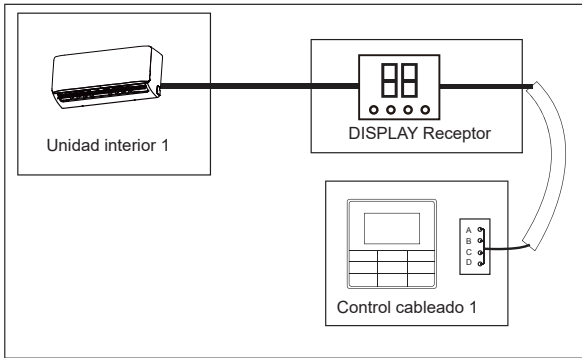 Unidad interior 1
DISPLAY Receptor
A
B
C
D
Control cableado 1